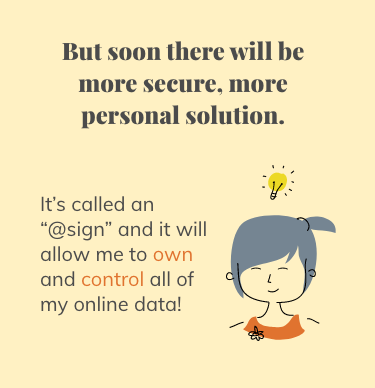 But soon there will be
more secure, more
personal solution.
It’s called an
“@sign” and it will
allow me to own
and control all of
my online data!